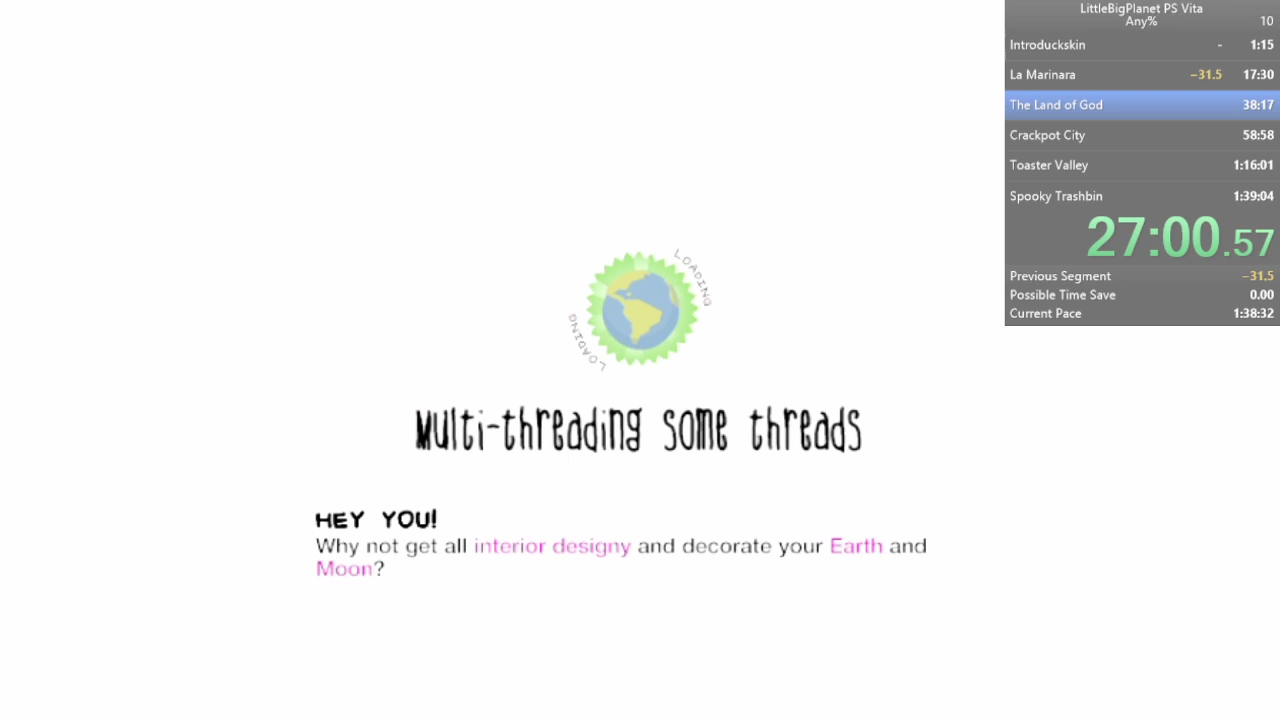 LittleBigPlanet PS Vita
Any% 10
Introduckskin - 1:15
La Marinara −31.5 17:30
The Land of God 38:17
Crackpot City 58:58
Toaster Valley 1:16:01
Spooky Trashbin 1:39:04
27:00.57
Previous Segment −31.5
Possible Time Save 0.00
Current Pace 1:38:32
LOADING
LOADING
Multi-threading some threads
HEY YOU!
Why not get all interior designy and decorate your Earth and
Moon?